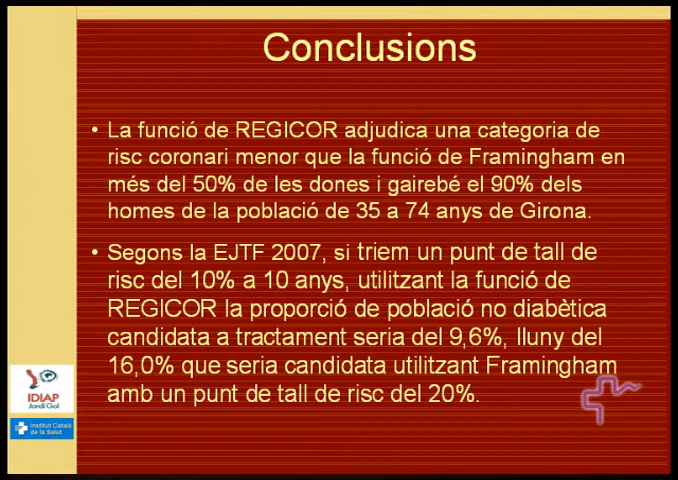 Conclusions
• La funció de REGICOR adjudica una categoria de
risc coronari menor que la funció de Framingham en
més del 50% de les dones i gairebé el 90% dels
homes de la població de 35 a 74 anys de Girona.
• Segons la EJTF 2007, si triem un punt de tall de
risc del 10% a 10 anys, utilitzant la funció de
REGICOR la proporció de població no diabètica
candidata a tractament seria del 9,6%, lluny del
16,0% que seria candidata utilitzant Framingham
amb un punt de tall de risc del 20%.
IDIAP
Jordi Gol
Institut Català
de la Salut